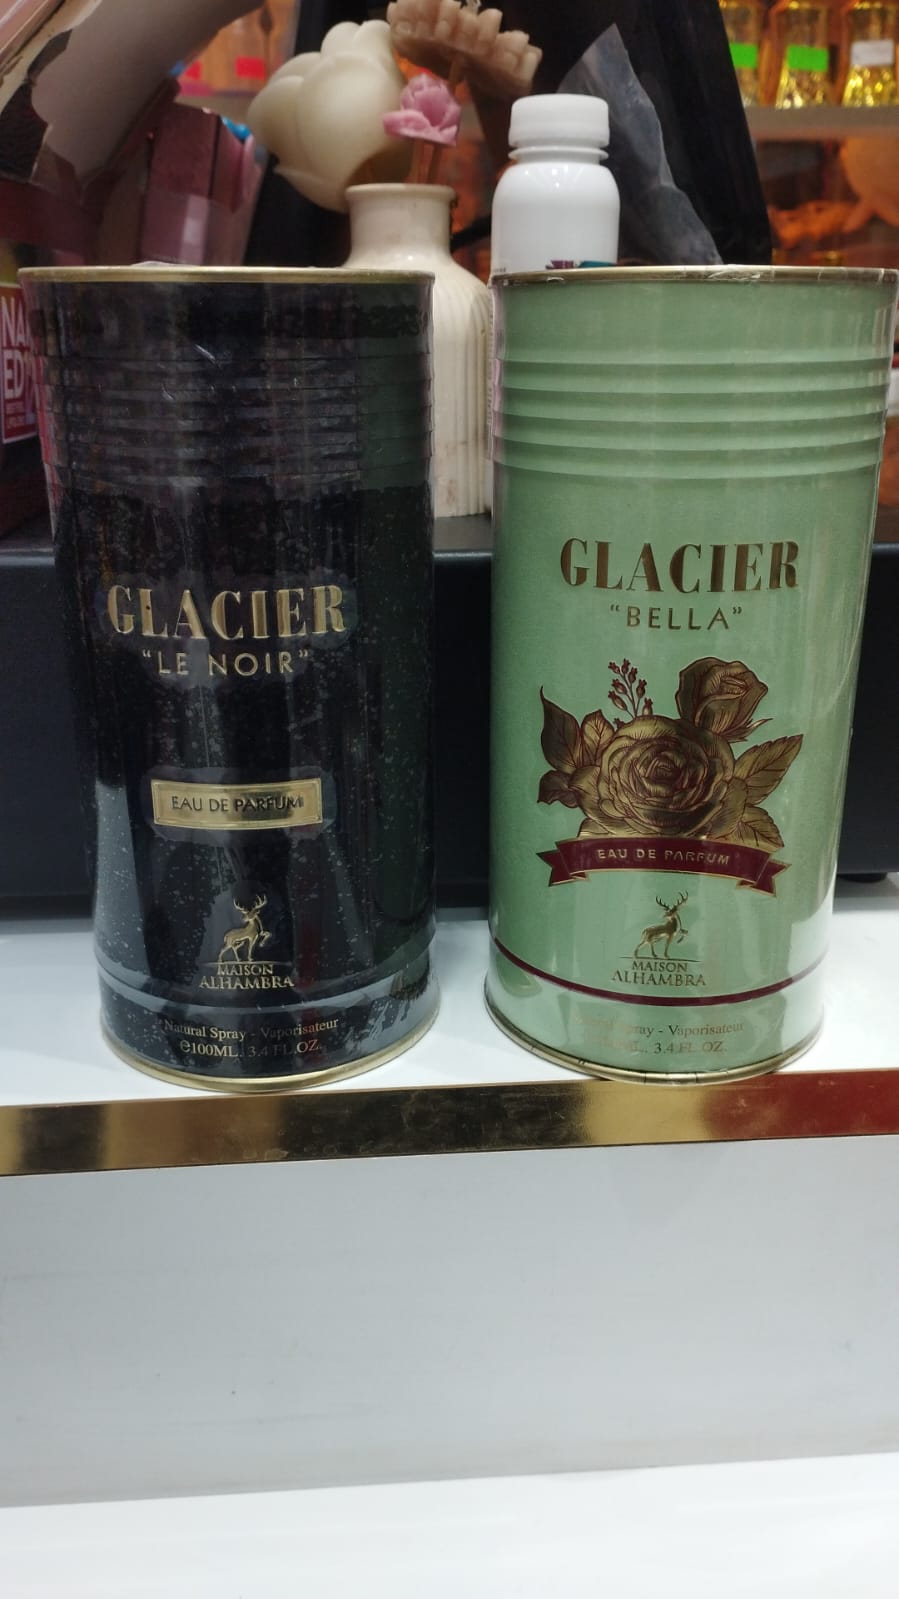 GLACIER
"LE NOIR"
EAU DE PARFUM
MAISON
ALHAMBRA
Natural Spray - Vaporisateur
℮100ML. 3.4 FL.OZ.
GLACIER
"BELLA"
EAU DE PARFUM
MAISON
ALHAMBRA
Spray - Vaporisateur
3.4 FL.OZ.